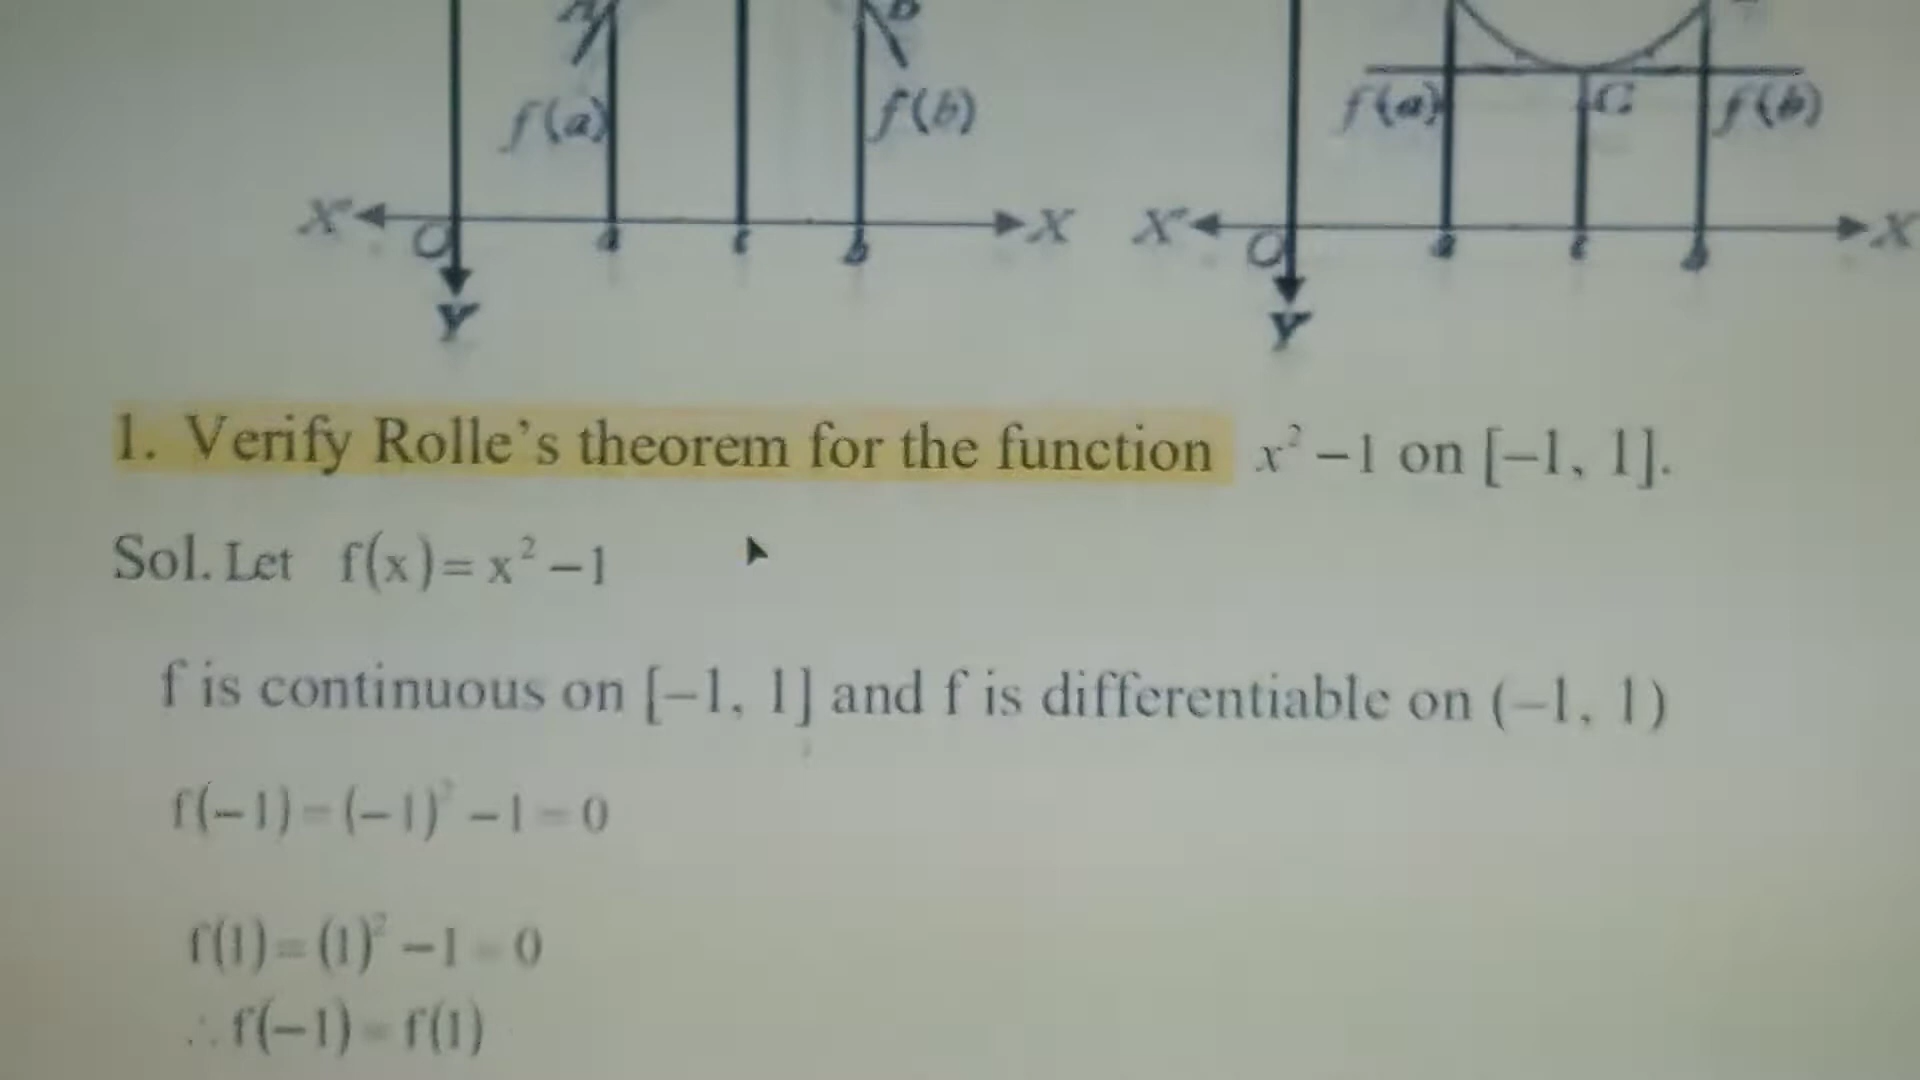 A B
f(a) f(b) f(a) C f(b)
X' O a c b X X' O a c b X
Y Y
1. Verify Rolle's theorem for the function x² −1 on [−1, 1].
Sol. Let f(x)= x² −1
f is continuous on [−1, 1] and f is differentiable on (−1, 1)
f(−1)=(−1)² −1=0
f(1)=(1)² −1=0
∴ f(−1)= f(1)